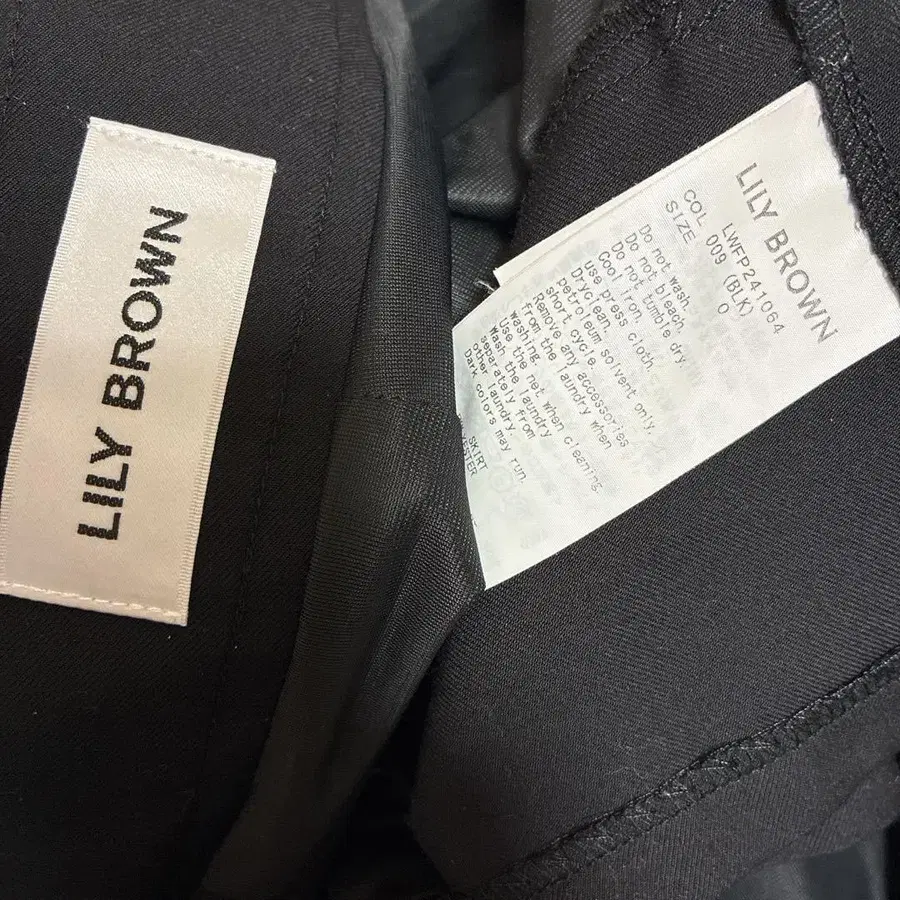 LILY BROWN
LILY BROWN
LWFP241064
COL 009 (BLK)
SIZE 0
Do not wash.
Do not bleach.
Do not tumble dry.
Cool iron,
use press cloth.
Dryclean.
petroleum solvent only,
short cycle.
Remove any accessories
from the laundry when
washing.
Use the net when cleaning.
Wash the laundry
separately from
other laundry
Dark colors may run.
SKIRT